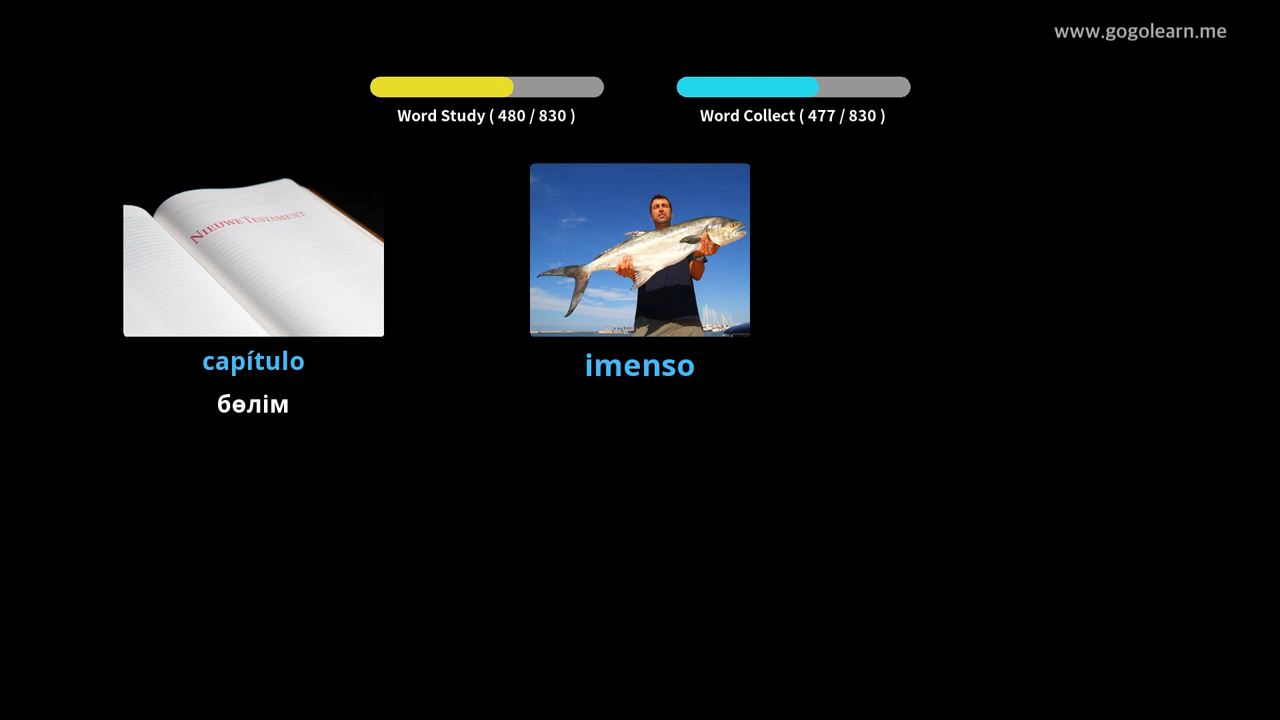 www.gogolearn.me
Word Study ( 480 / 830 )
Word Collect ( 477 / 830 )
NIEUWE TESTAMENT
capítulo
бөлім
imenso